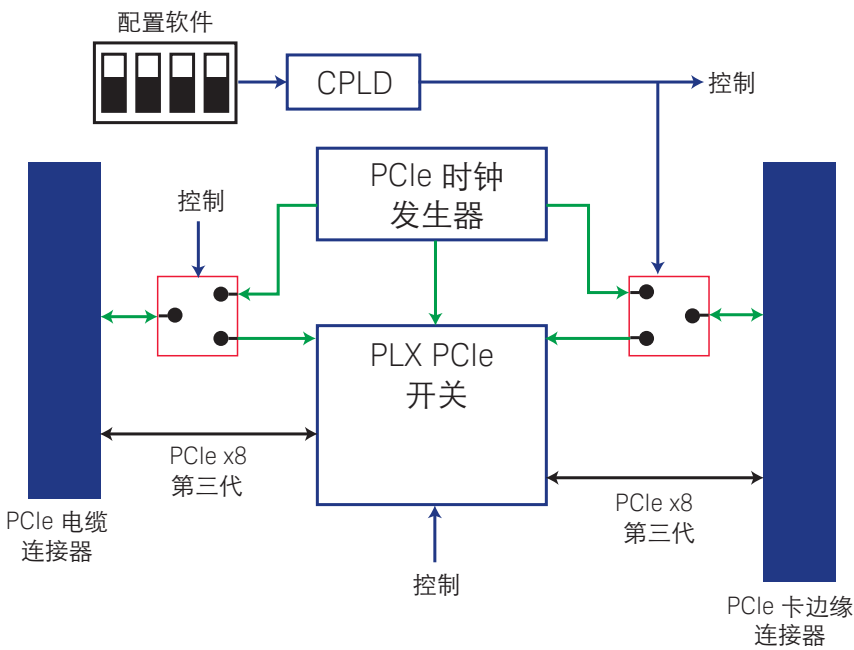 配置软件
CPLD
控制
PCIe 时钟
发生器
控制
PLX PCIe
开关
PCIe x8
第三代
PCIe x8
第三代
PCIe 电缆
连接器
控制
PCIe 卡边缘
连接器